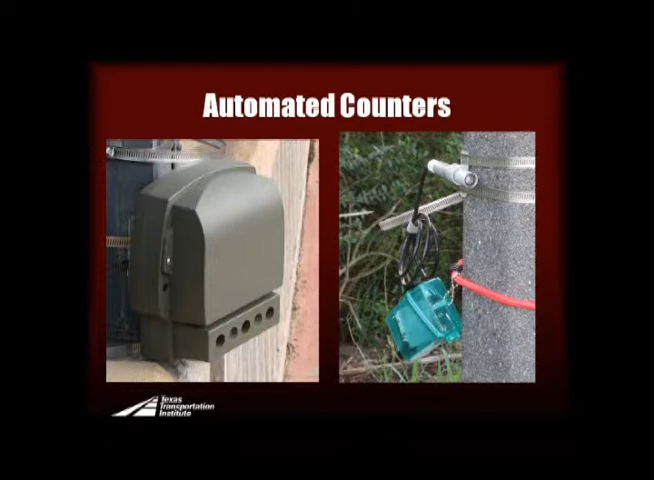 Automated Counters
Texas
Transportation
Institute